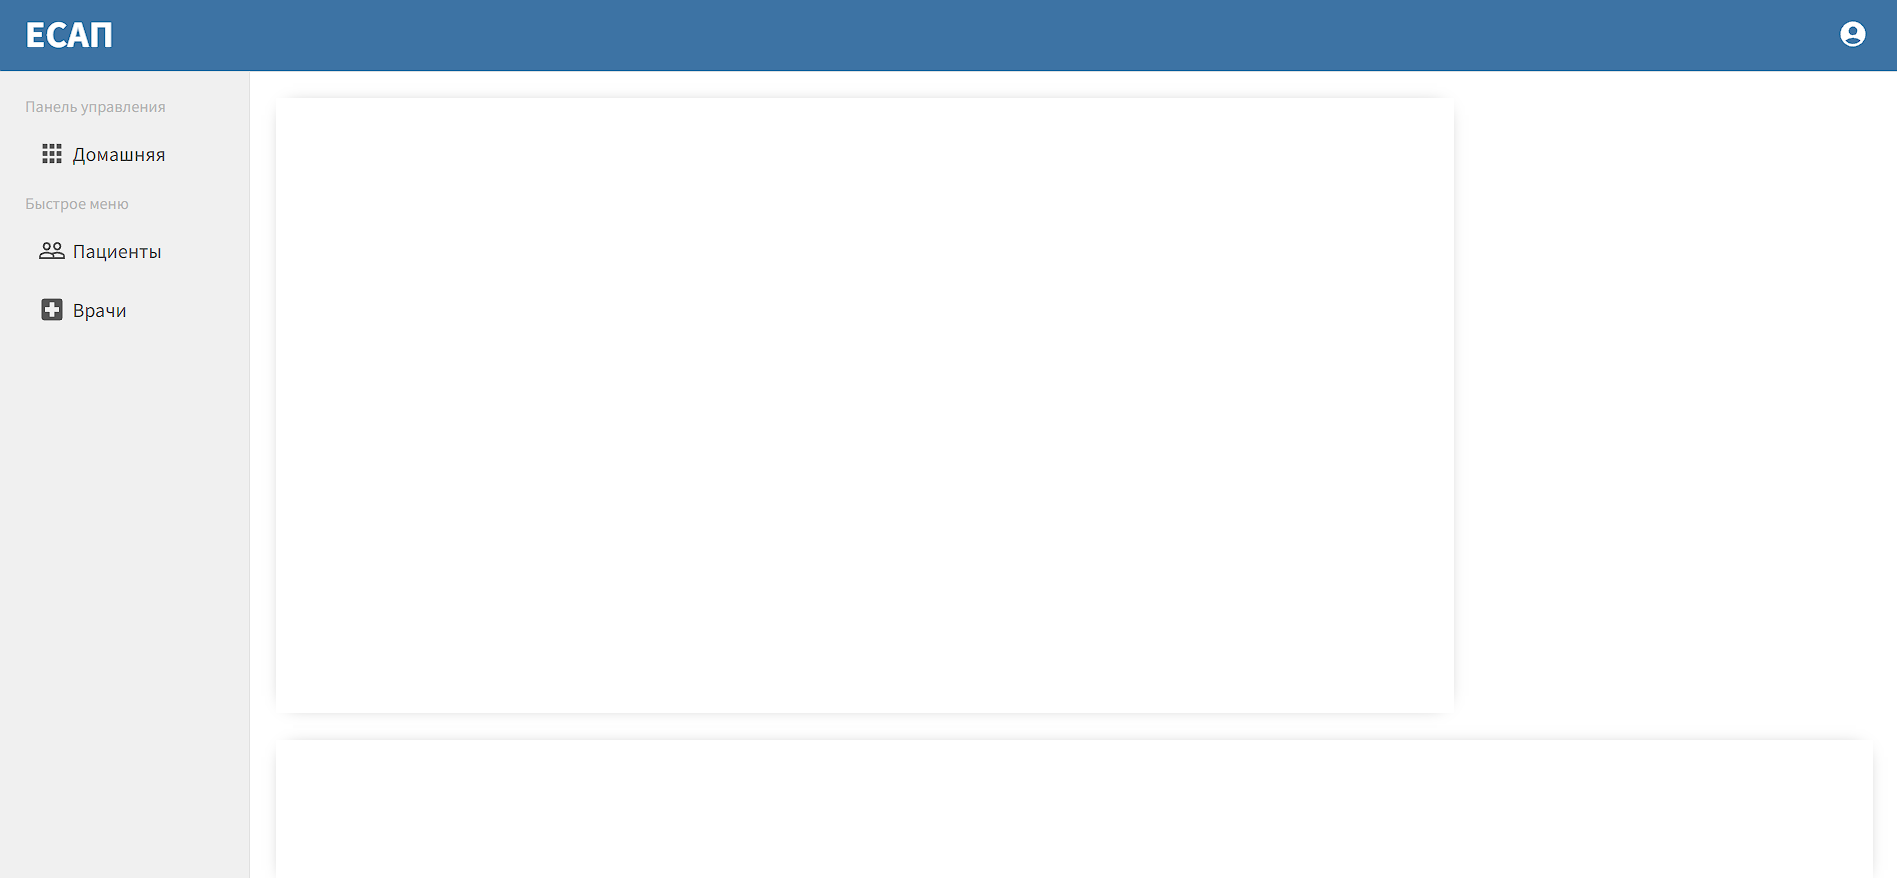 ЕСАП
Панель управления
Домашняя
Быстрое меню
Пациенты
Врачи